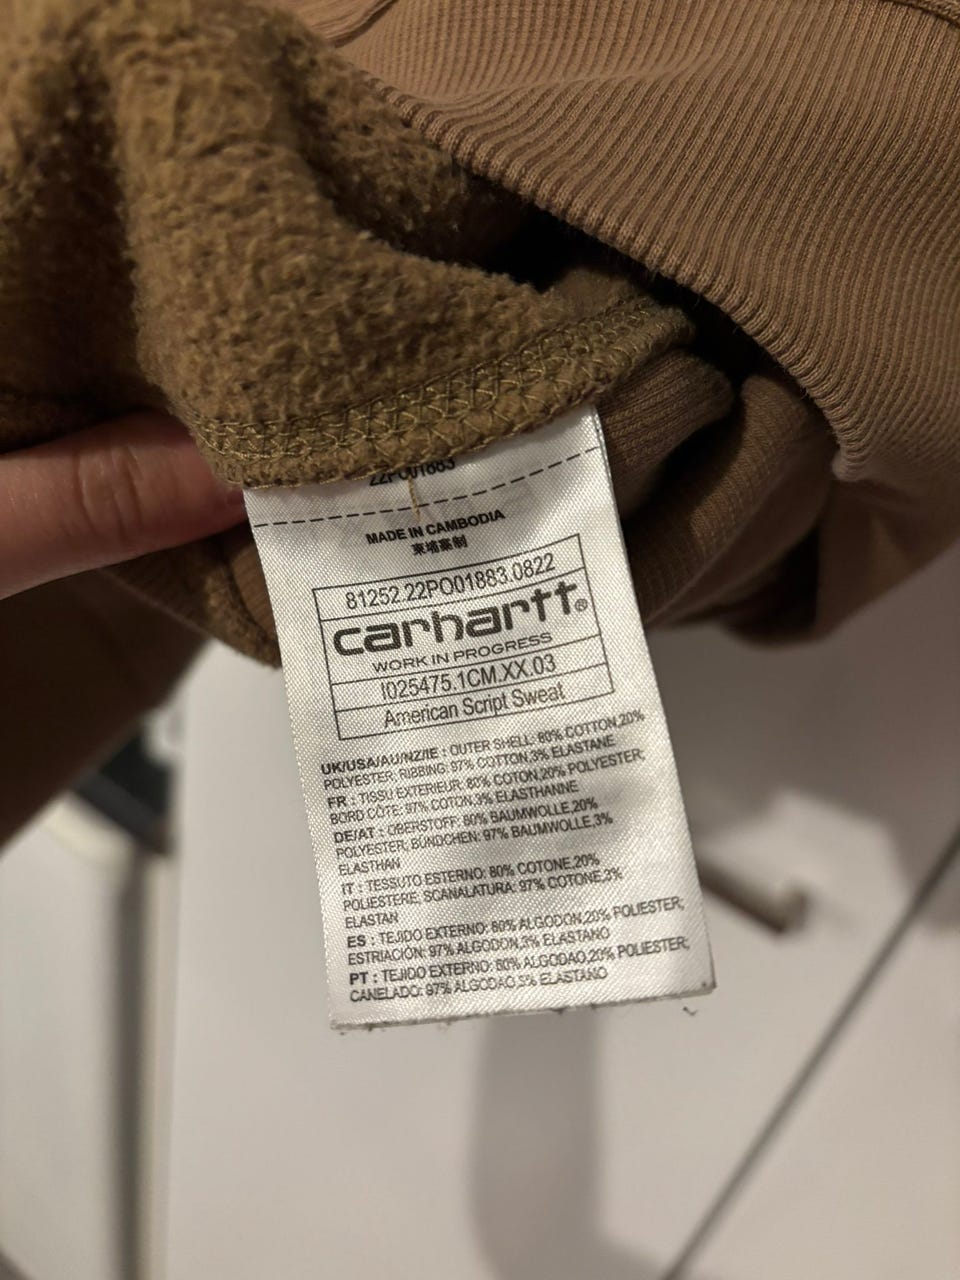 22PO01883
MADE IN CAMBODIA
柬埔寨制
81252.22PO01883.0822
carhartt®
WORK IN PROGRESS
I025475.1CM.XX.03
American Script Sweat
UK/USA/AU/NZ/IE : OUTER SHELL: 80% COTTON,20%
POLYESTER; RIBBING: 97% COTTON,3% ELASTANE
FR : TISSU EXTERIEUR: 80% COTON,20% POLYESTER;
BORD CÔTE: 97% COTON,3% ELASTHANNE
DE/AT : OBERSTOFF: 80% BAUMWOLLE,20%
POLYESTER; BÜNDCHEN: 97% BAUMWOLLE,3%
ELASTHAN
IT : TESSUTO ESTERNO: 80% COTONE,20%
POLIESTERE; SCANALATURA: 97% COTONE,3%
ELASTAN
ES : TEJIDO EXTERNO: 80% ALGODON,20% POLIESTER;
ESTRIACIÓN: 97% ALGODON,3% ELASTANO
PT : TEJIDO EXTERNO: 80% ALGODAO,20% POLIESTER;
CANELADO: 97% ALGODAO,3% ELASTANO